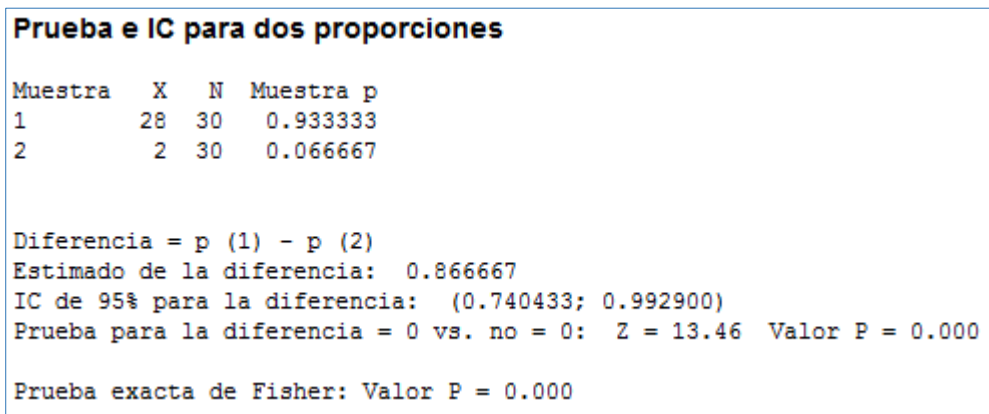 Prueba e IC para dos proporciones
Muestra X N Muestra p
1 28 30 0.933333
2 2 30 0.066667
Diferencia = p (1) - p (2)
Estimado de la diferencia: 0.866667
IC de 95% para la diferencia: (0.740433; 0.992900)
Prueba para la diferencia = 0 vs. no = 0: Z = 13.46 Valor P = 0.000
Prueba exacta de Fisher: Valor P = 0.000